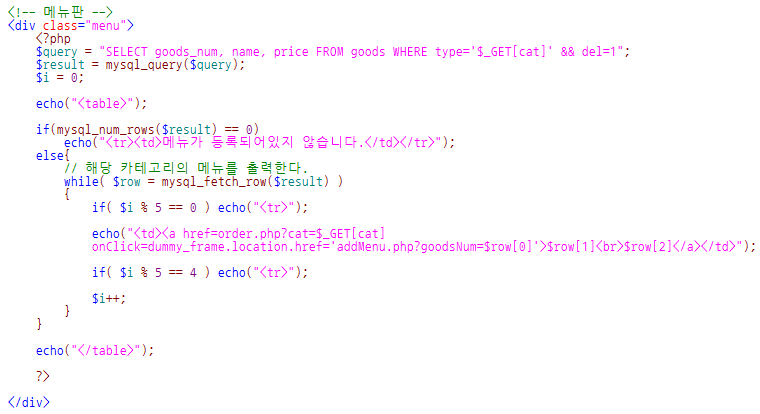 <!-- 메뉴판 -->
<div class="menu">
<?php
$query = "SELECT goods_num, name, price FROM goods WHERE type='$_GET[cat]' && del=1";
$result = mysql_query($query);
$i = 0;
echo("<table>");
if(mysql_num_rows($result) == 0)
echo("<tr><td>메뉴가 등록되어있지 않습니다.</td></tr>");
else{
// 해당 카테고리의 메뉴를 출력한다.
while( $row = mysql_fetch_row($result) )
{
if( $i % 5 == 0 ) echo("<tr>");
echo("<td><a href=order.php?cat=$_GET[cat]
onClick=dummy_frame.location.href='addMenu.php?goodsNum=$row[0]'>$row[1]<br>$row[2]</a></td>");
if( $i % 5 == 4 ) echo("<tr>");
$i++;
}
}
echo("</table>");
?>
</div>